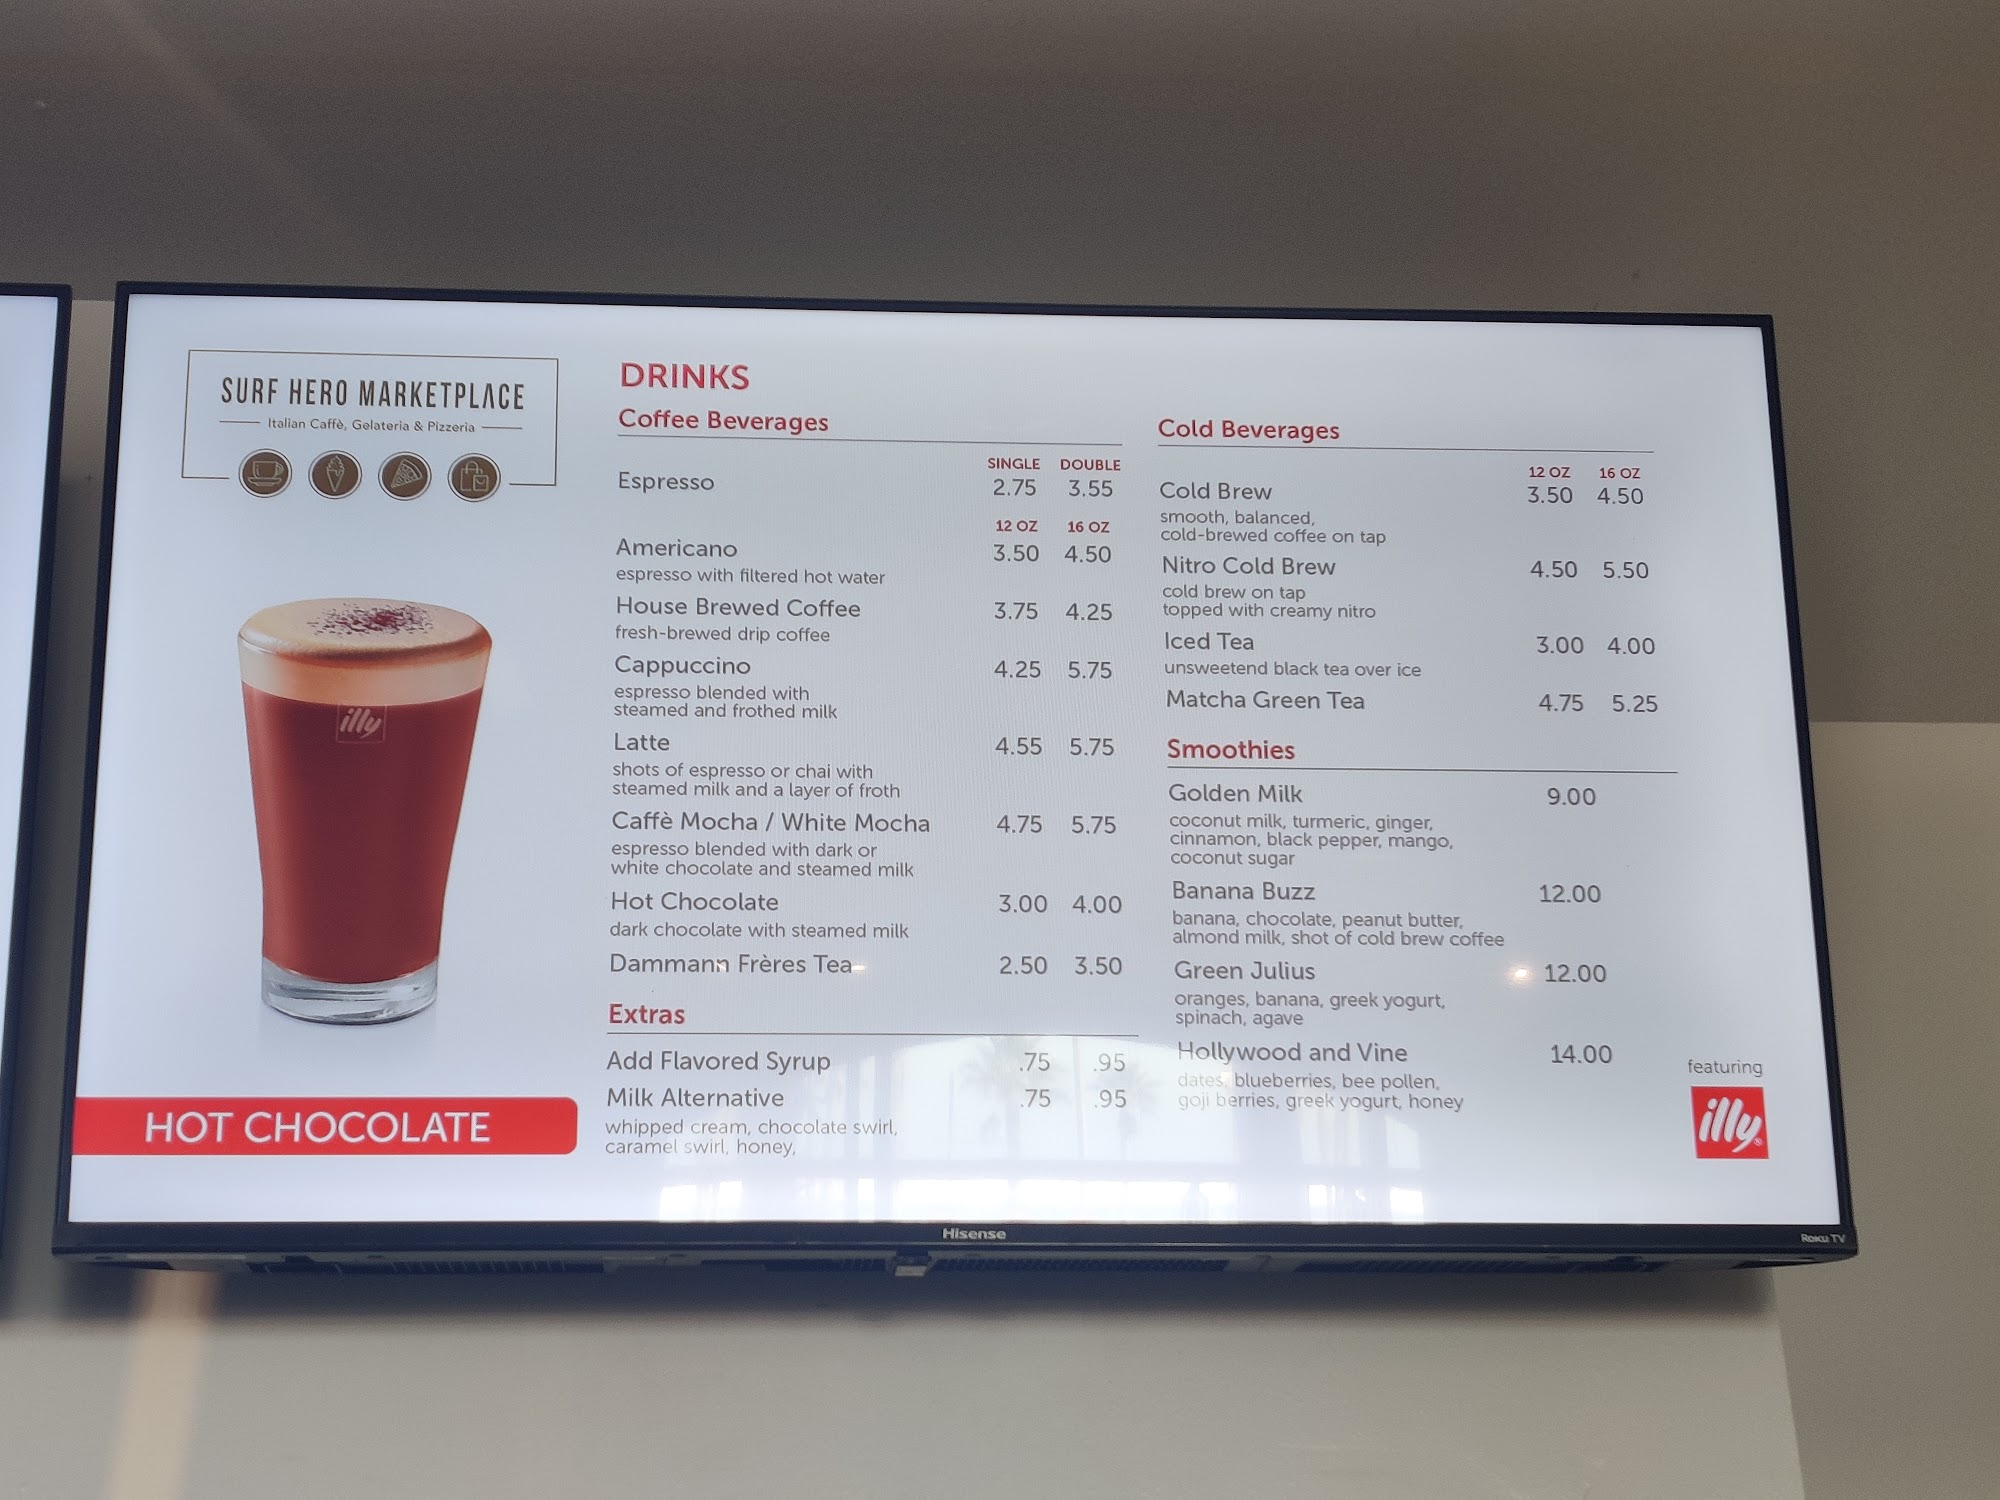 SURF HERO MARKETPLACE
Italian Caffè, Gelateria & Pizzeria
illy
HOT CHOCOLATE
DRINKS
Coffee Beverages
SINGLE DOUBLE
Espresso 2.75 3.55
12 OZ 16 OZ
Americano 3.50 4.50
espresso with filtered hot water
House Brewed Coffee 3.75 4.25
fresh-brewed drip coffee
Cappuccino 4.25 5.75
espresso blended with
steamed and frothed milk
Latte 4.55 5.75
shots of espresso or chai with
steamed milk and a layer of froth
Caffè Mocha / White Mocha 4.75 5.75
espresso blended with dark or
white chocolate and steamed milk
Hot Chocolate 3.00 4.00
dark chocolate with steamed milk
Dammann Frères Tea 2.50 3.50
Extras
Add Flavored Syrup .75 .95
Milk Alternative .75 .95
whipped cream, chocolate swirl,
caramel swirl, honey,
Cold Beverages
12 OZ 16 OZ
Cold Brew 3.50 4.50
smooth, balanced,
cold-brewed coffee on tap
Nitro Cold Brew 4.50 5.50
cold brew on tap
topped with creamy nitro
Iced Tea 3.00 4.00
unsweetend black tea over ice
Matcha Green Tea 4.75 5.25
Smoothies
Golden Milk 9.00
coconut milk, turmeric, ginger,
cinnamon, black pepper, mango,
coconut sugar
Banana Buzz 12.00
banana, chocolate, peanut butter,
almond milk, shot of cold brew coffee
Green Julius 12.00
oranges, banana, greek yogurt,
spinach, agave
Hollywood and Vine 14.00
dates, blueberries, bee pollen,
goji berries, greek yogurt, honey
featuring
illy®
Hisense
Roku TV